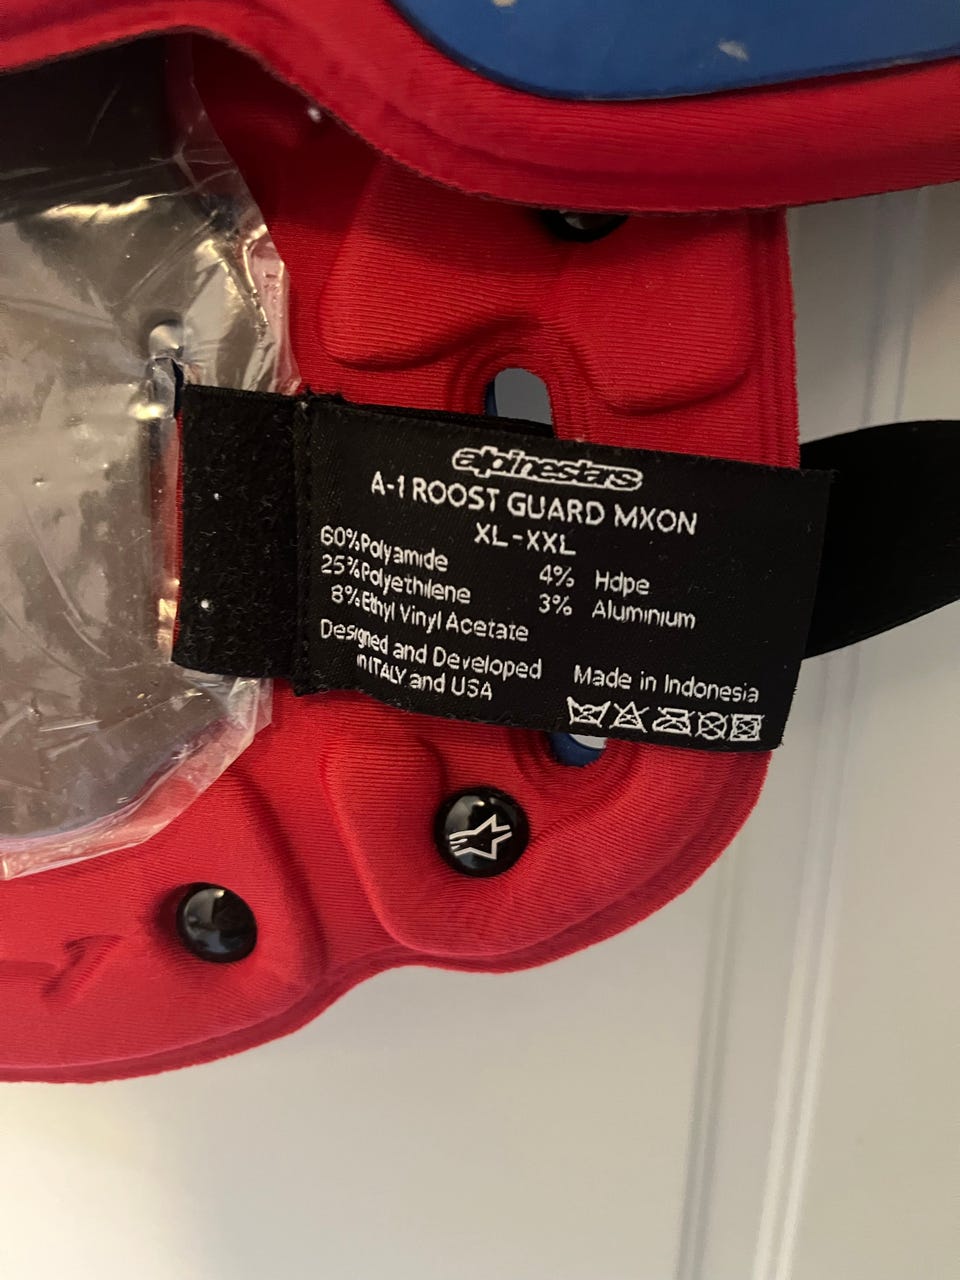 alpinestars
A-1 ROOST GUARD MXON
XL-XXL
60%Polyamide
25%Polyethilene
8%Ethyl Vinyl Acetate
4% Hdpe
3% Aluminium
Designed and Developed
in ITALY and USA
Made in Indonesia